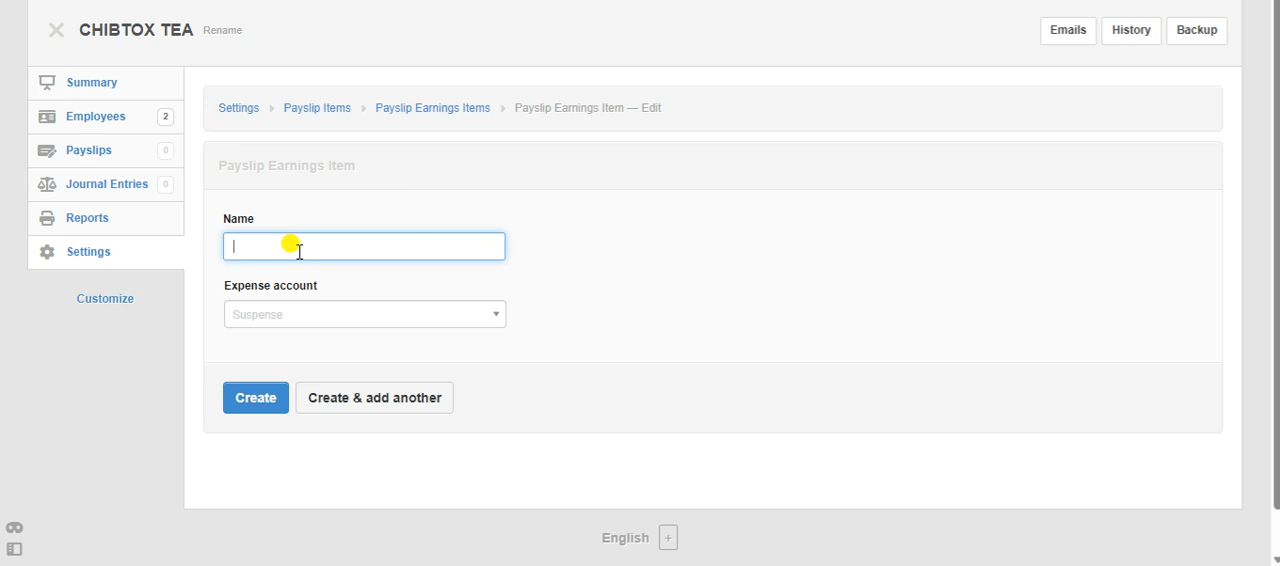 CHIBTOX TEA Rename
Emails History Backup
Summary
Employees 2
Payslips 0
Journal Entries 0
Reports
Settings
Customize
Settings Payslip Items Payslip Earnings Items Payslip Earnings Item — Edit
Payslip Earnings Item
Name
Expense account
Suspense
Create Create & add another
English +